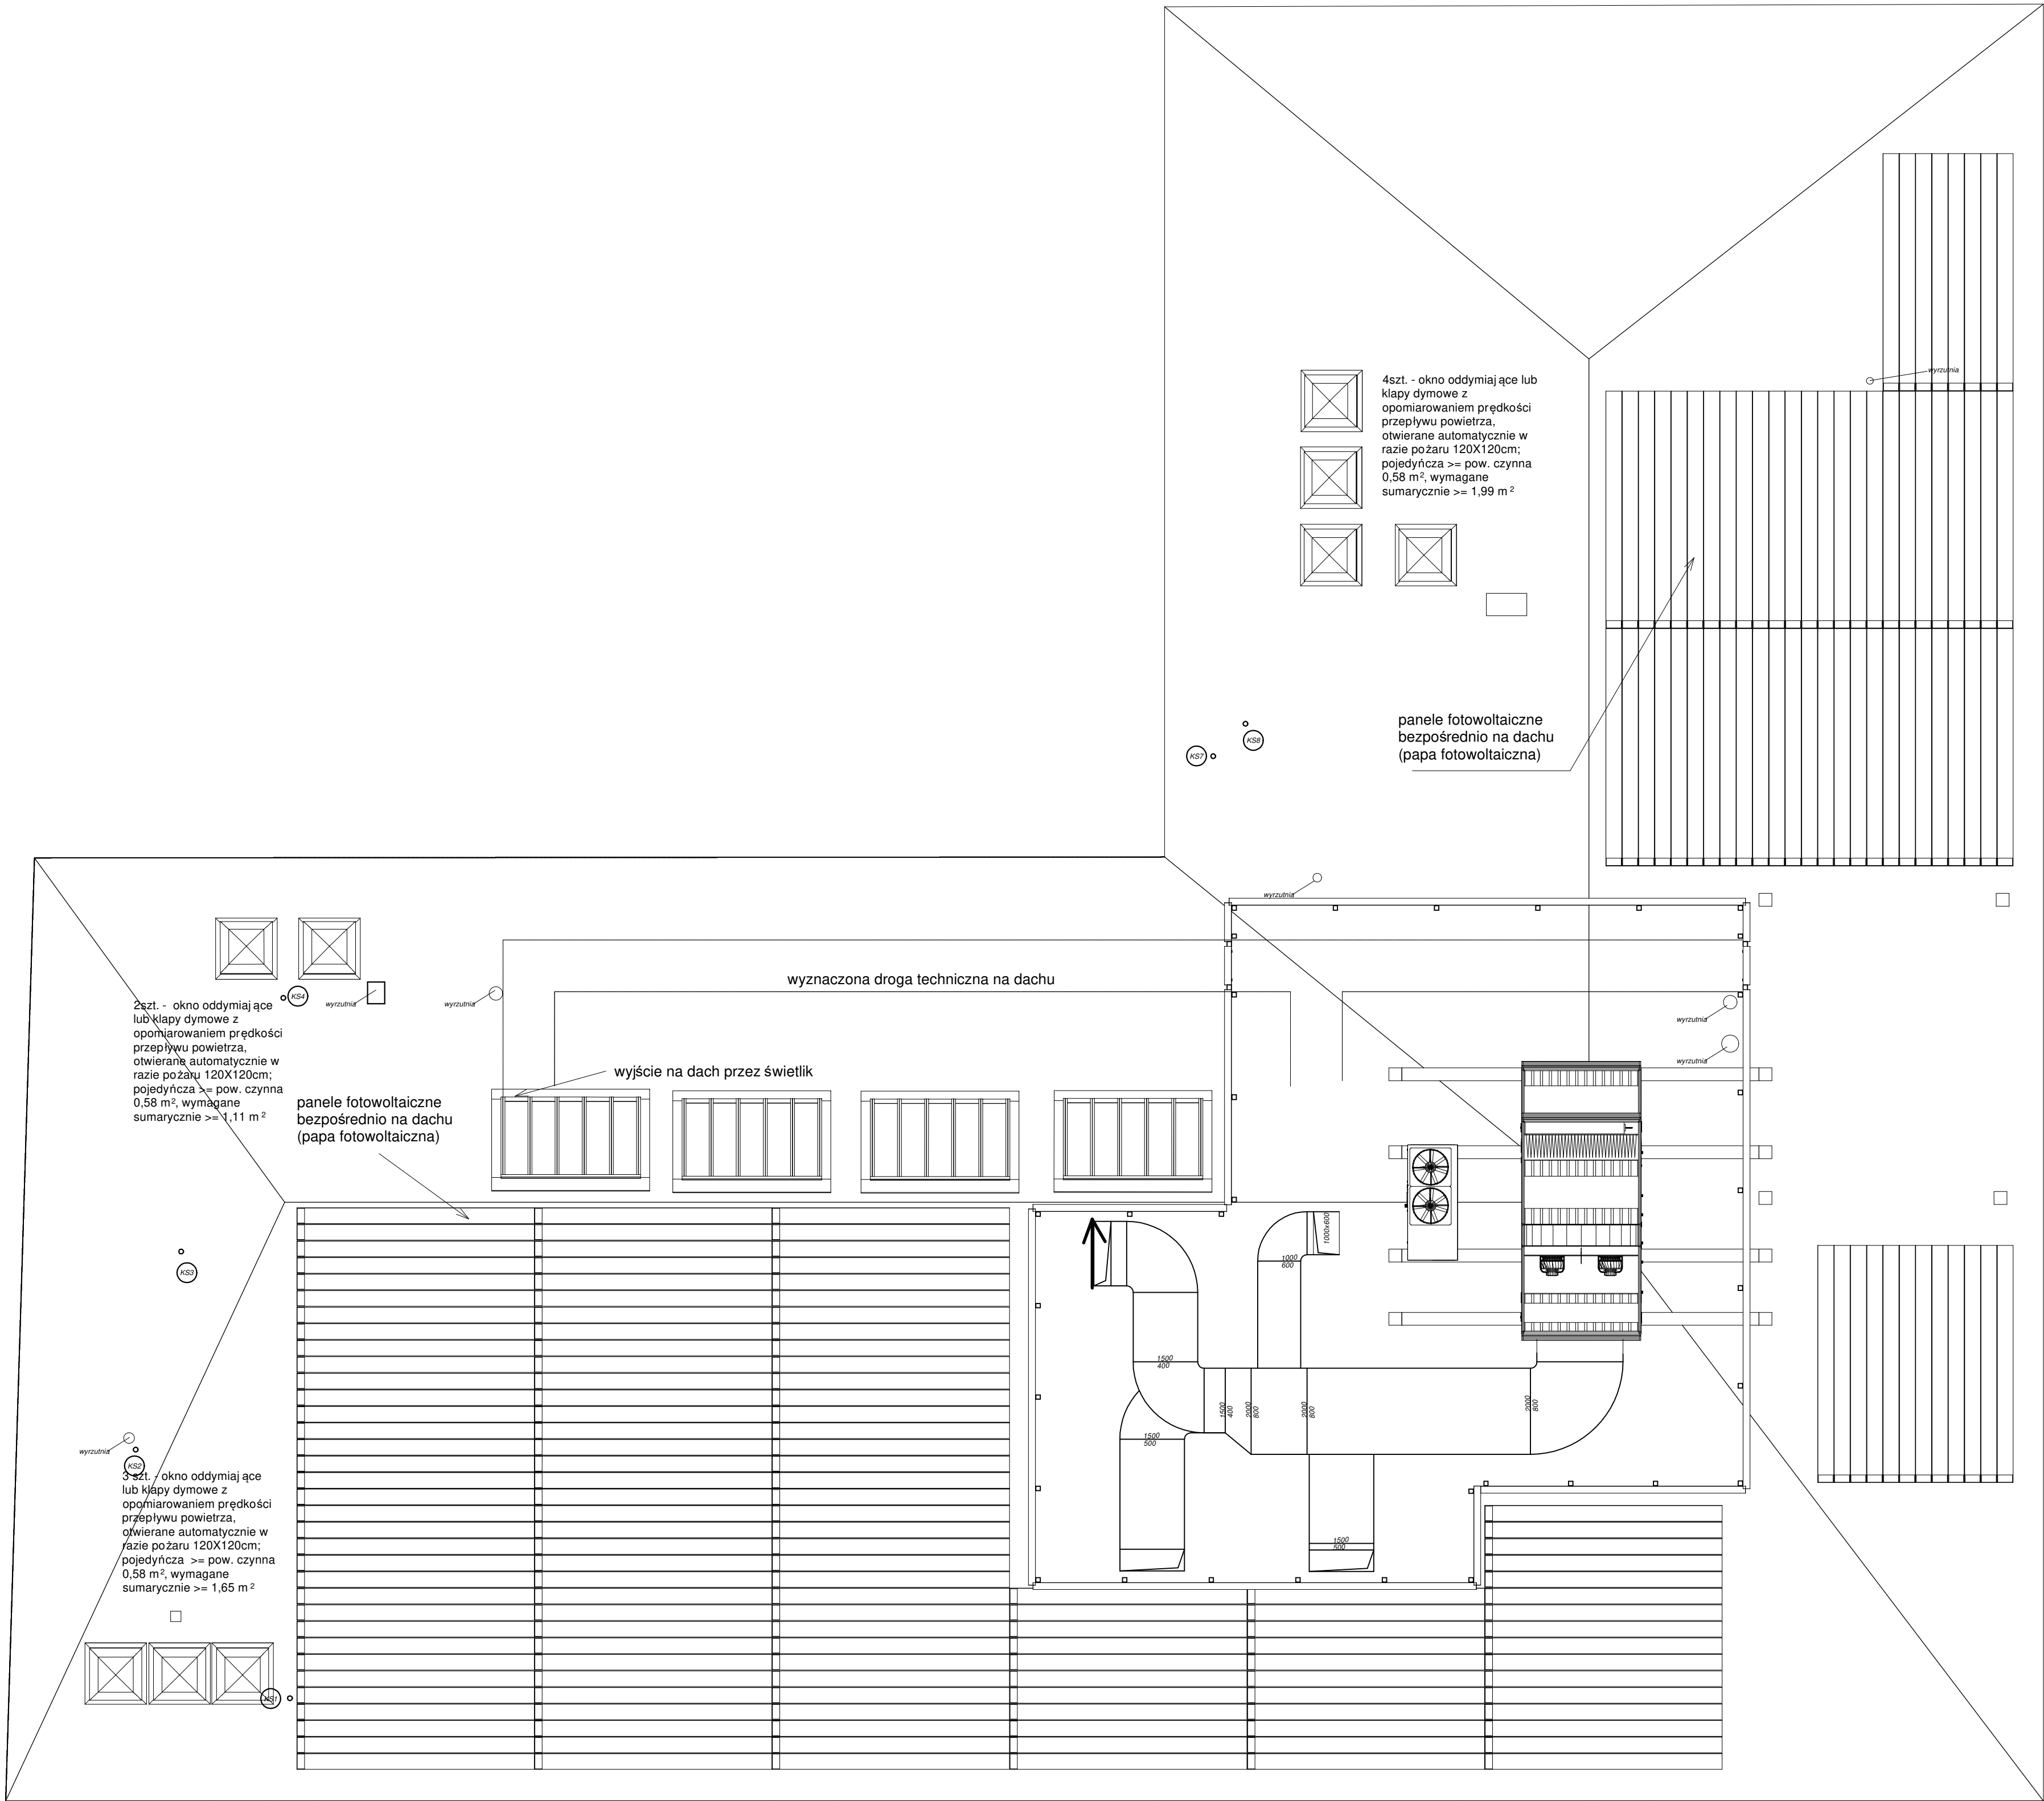 wyrzutnia
4szt. - okno oddymiające lub
klapy dymowe z
opomiarowaniem prędkości
przepływu powietrza,
otwierane automatycznie w
razie pożaru 120X120cm;
pojedyńcza >= pow. czynna
0,58 m², wymagane
sumarycznie >= 1,99 m²
panele fotowoltaiczne
bezpośrednio na dachu
(papa fotowoltaiczna)
KS8
KS7
wyrzutnia
wyznaczona droga techniczna na dachu
KS4
wyrzutnia
wyrzutnia
2szt. - okno oddymiające
lub klapy dymowe z
opomiarowaniem prędkości
przepływu powietrza,
otwierane automatycznie w
razie pożaru 120X120cm;
pojedyńcza >= pow. czynna
0,58 m², wymagane
sumarycznie >= 1,11 m²
wyrzutnia
wyrzutnia
wyjście na dach przez świetlik
panele fotowoltaiczne
bezpośrednio na dachu
(papa fotowoltaiczna)
KS3
1000x600
1000
600
1500
400
1500
400
2000
800
2000
800
2000
800
1500
500
1500
500
wyrzutnia
KS2
3 szt. - okno oddymiające
lub klapy dymowe z
opomiarowaniem prędkości
przepływu powietrza,
otwierane automatycznie w
razie pożaru 120X120cm;
pojedyńcza >= pow. czynna
0,58 m², wymagane
sumarycznie >= 1,65 m²
KS1